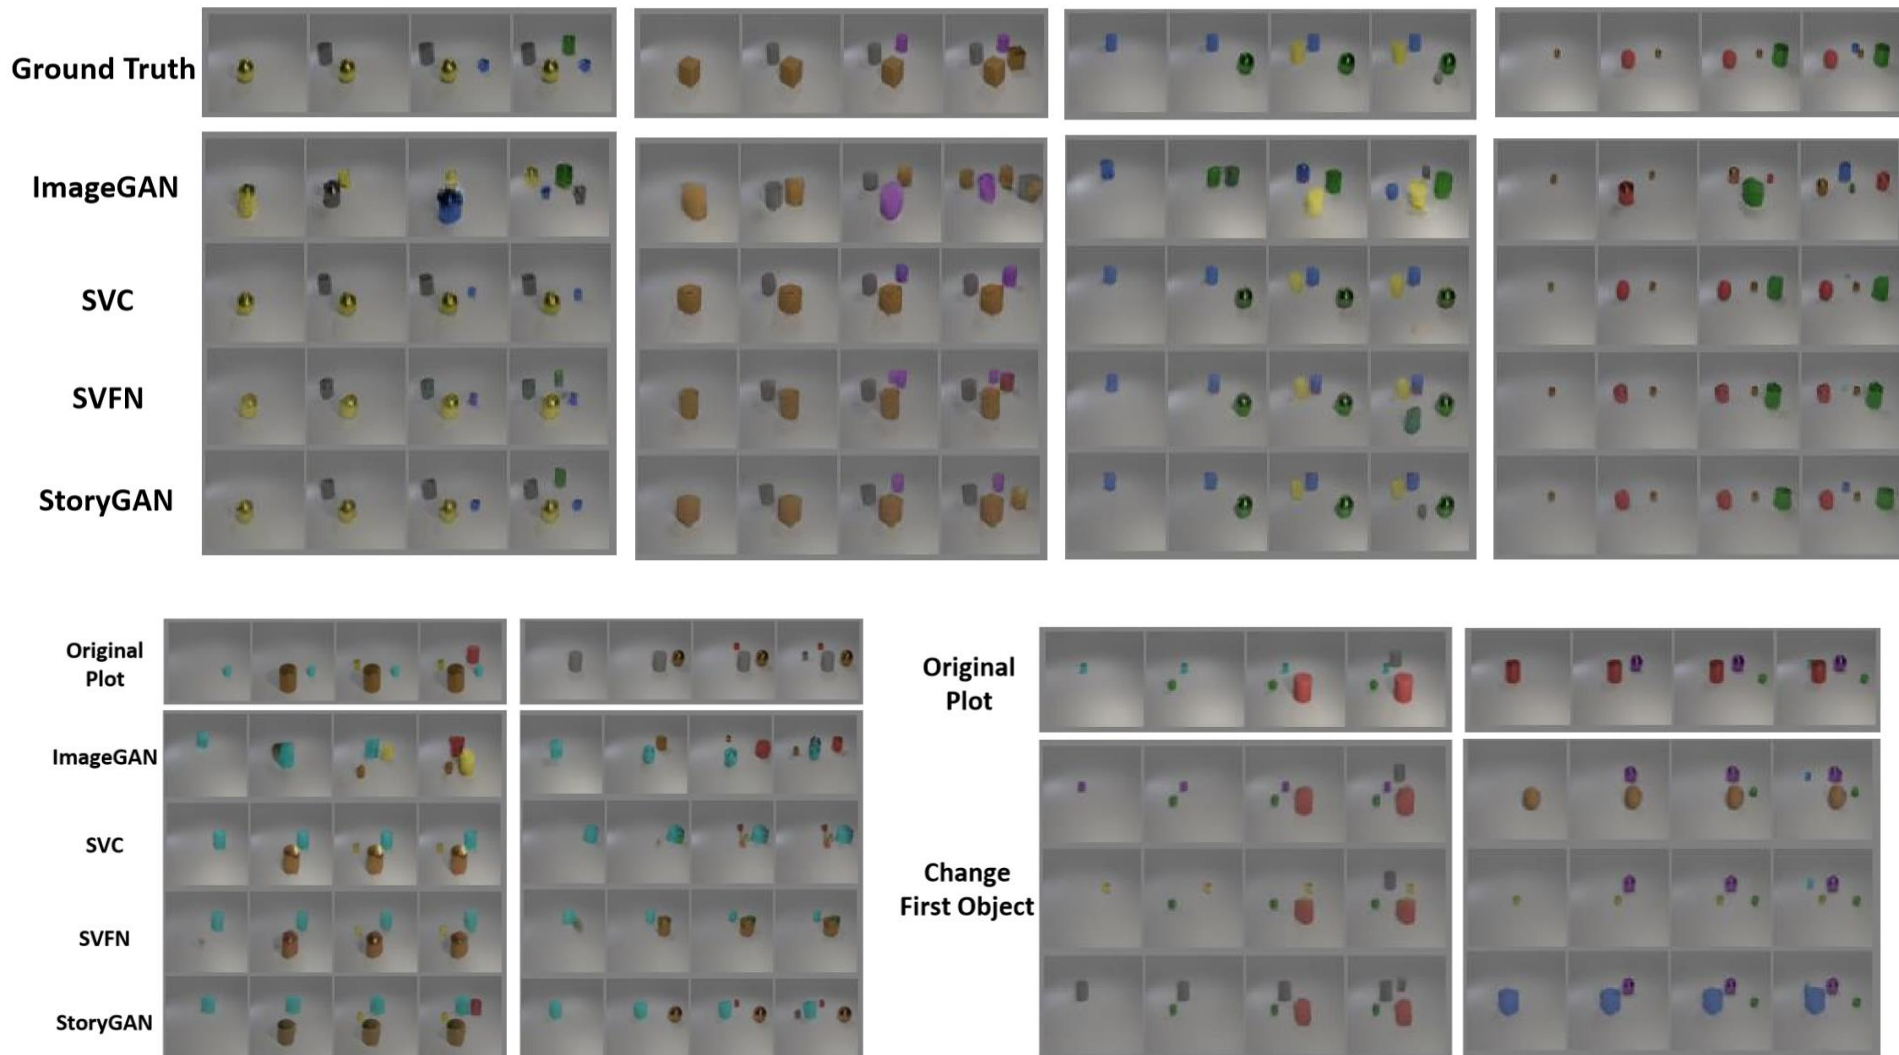 Ground Truth
ImageGAN
SVC
SVFN
StoryGAN
Original
Plot
ImageGAN
SVC
SVFN
StoryGAN
Original
Plot
Change
First Object